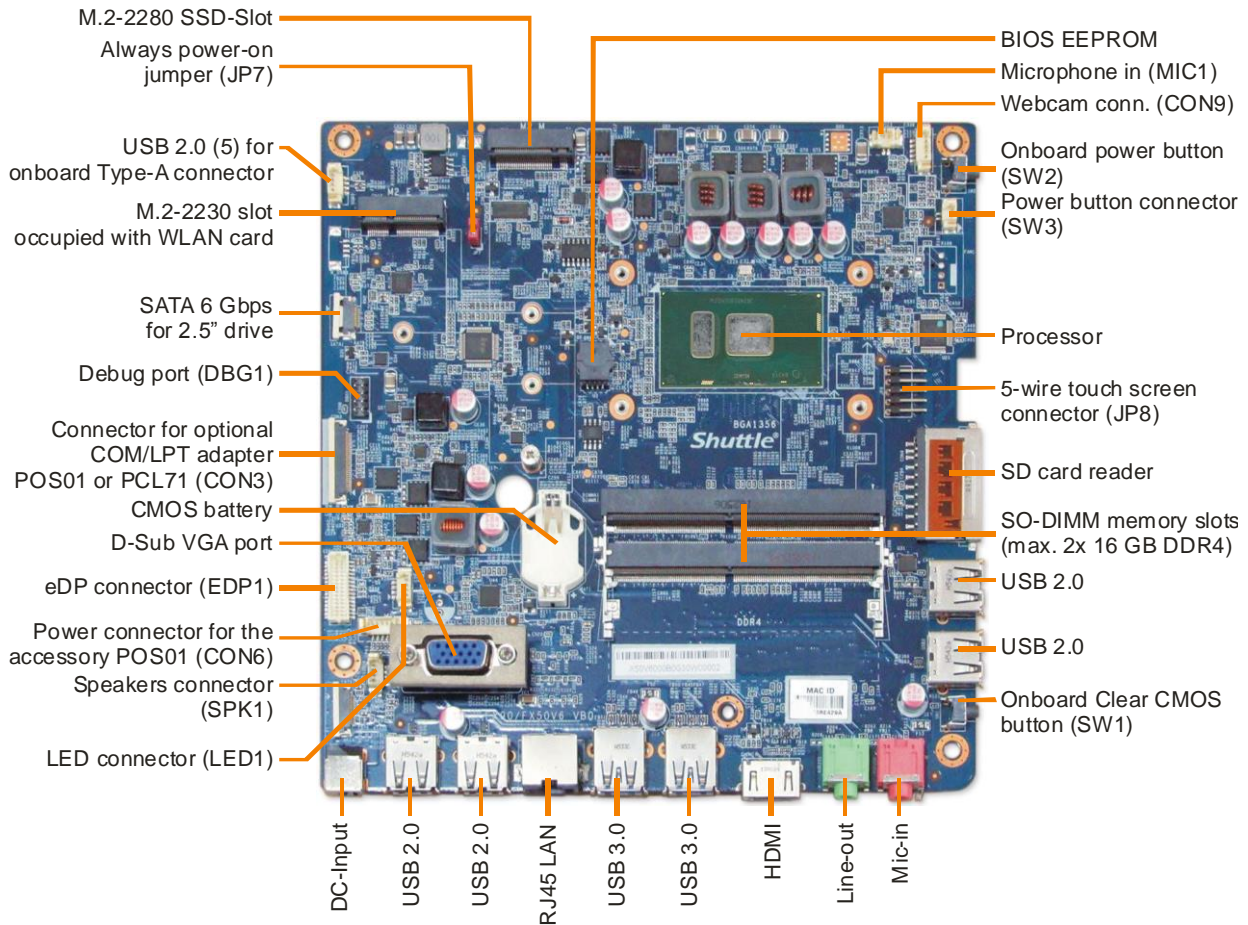 M.2-2280 SSD-Slot
Always power-on
jumper (JP7)
USB 2.0 (5) for
onboard Type-A connector
M.2-2230 slot
occupied with WLAN card
SATA 6 Gbps
for 2.5” drive
Debug port (DBG1)
Connector for optional
COM/LPT adapter
POS01 or PCL71 (CON3)
CMOS battery
D-Sub VGA port
eDP connector (EDP1)
Power connector for the
accessory POS01 (CON6)
Speakers connector
(SPK1)
LED connector (LED1)
BIOS EEPROM
Microphone in (MIC1)
Webcam conn. (CON9)
Onboard power button
(SW2)
Power button connector
(SW3)
Processor
5-wire touch screen
connector (JP8)
SD card reader
SO-DIMM memory slots
(max. 2x 16 GB DDR4)
USB 2.0
USB 2.0
Onboard Clear CMOS
button (SW1)
BGA1356
Shuttle
DDR4
MAC ID
DC-Input
USB 2.0
USB 2.0
RJ45 LAN
USB 3.0
USB 3.0
HDMI
Line-out
Mic-in